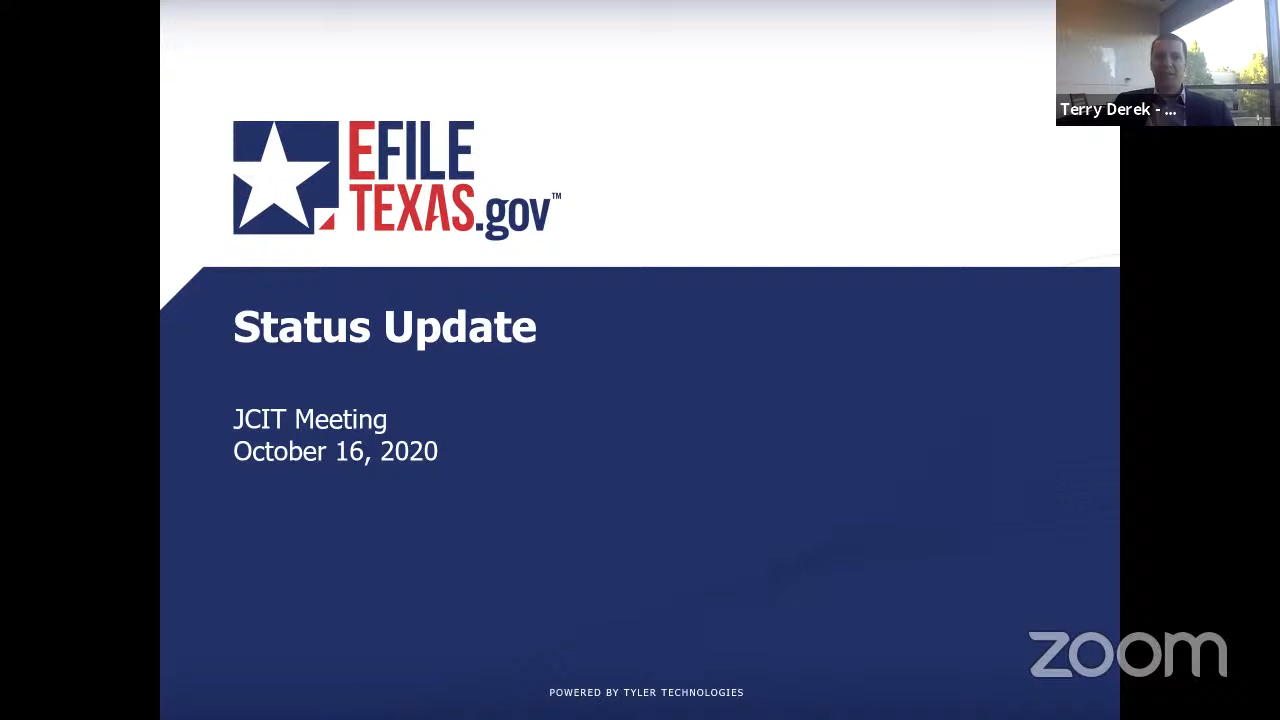 EFILE
TEXAS.gov™
Terry Derek - ...
Status Update
JCIT Meeting
October 16, 2020
zoom
POWERED BY TYLER TECHNOLOGIES